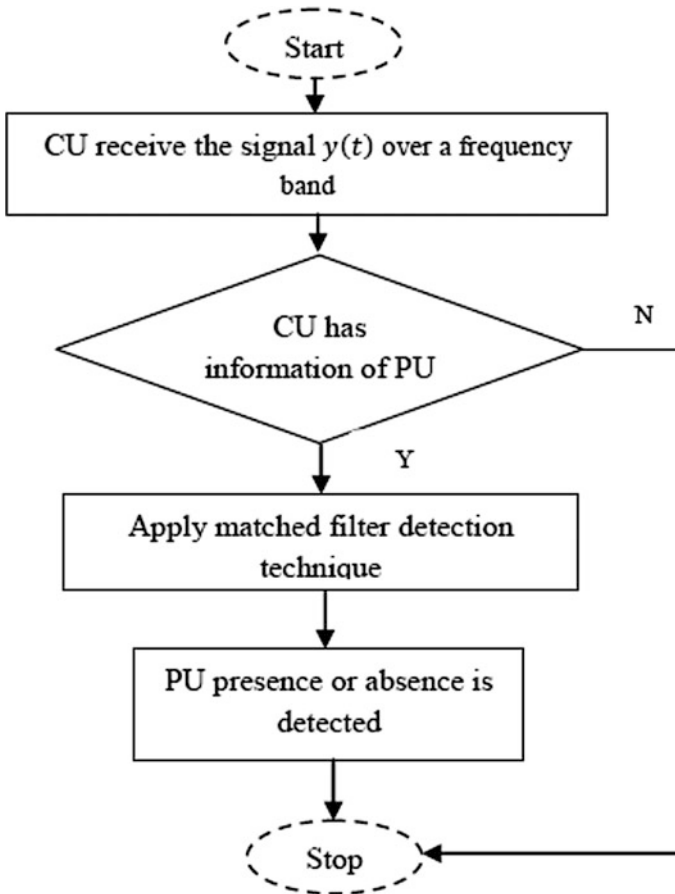 Start
CU receive the signal y(t) over a frequency
band
CU has
information of PU
N
Y
Apply matched filter detection
technique
PU presence or absence is
detected
Stop